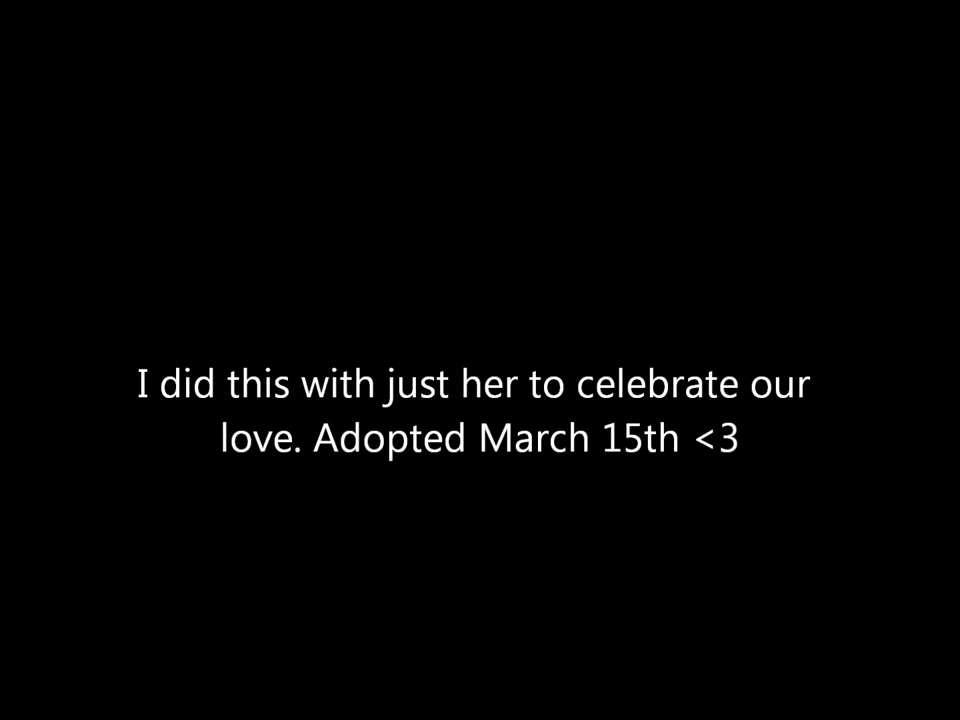 I did this with just her to celebrate our
love. Adopted March 15th <3